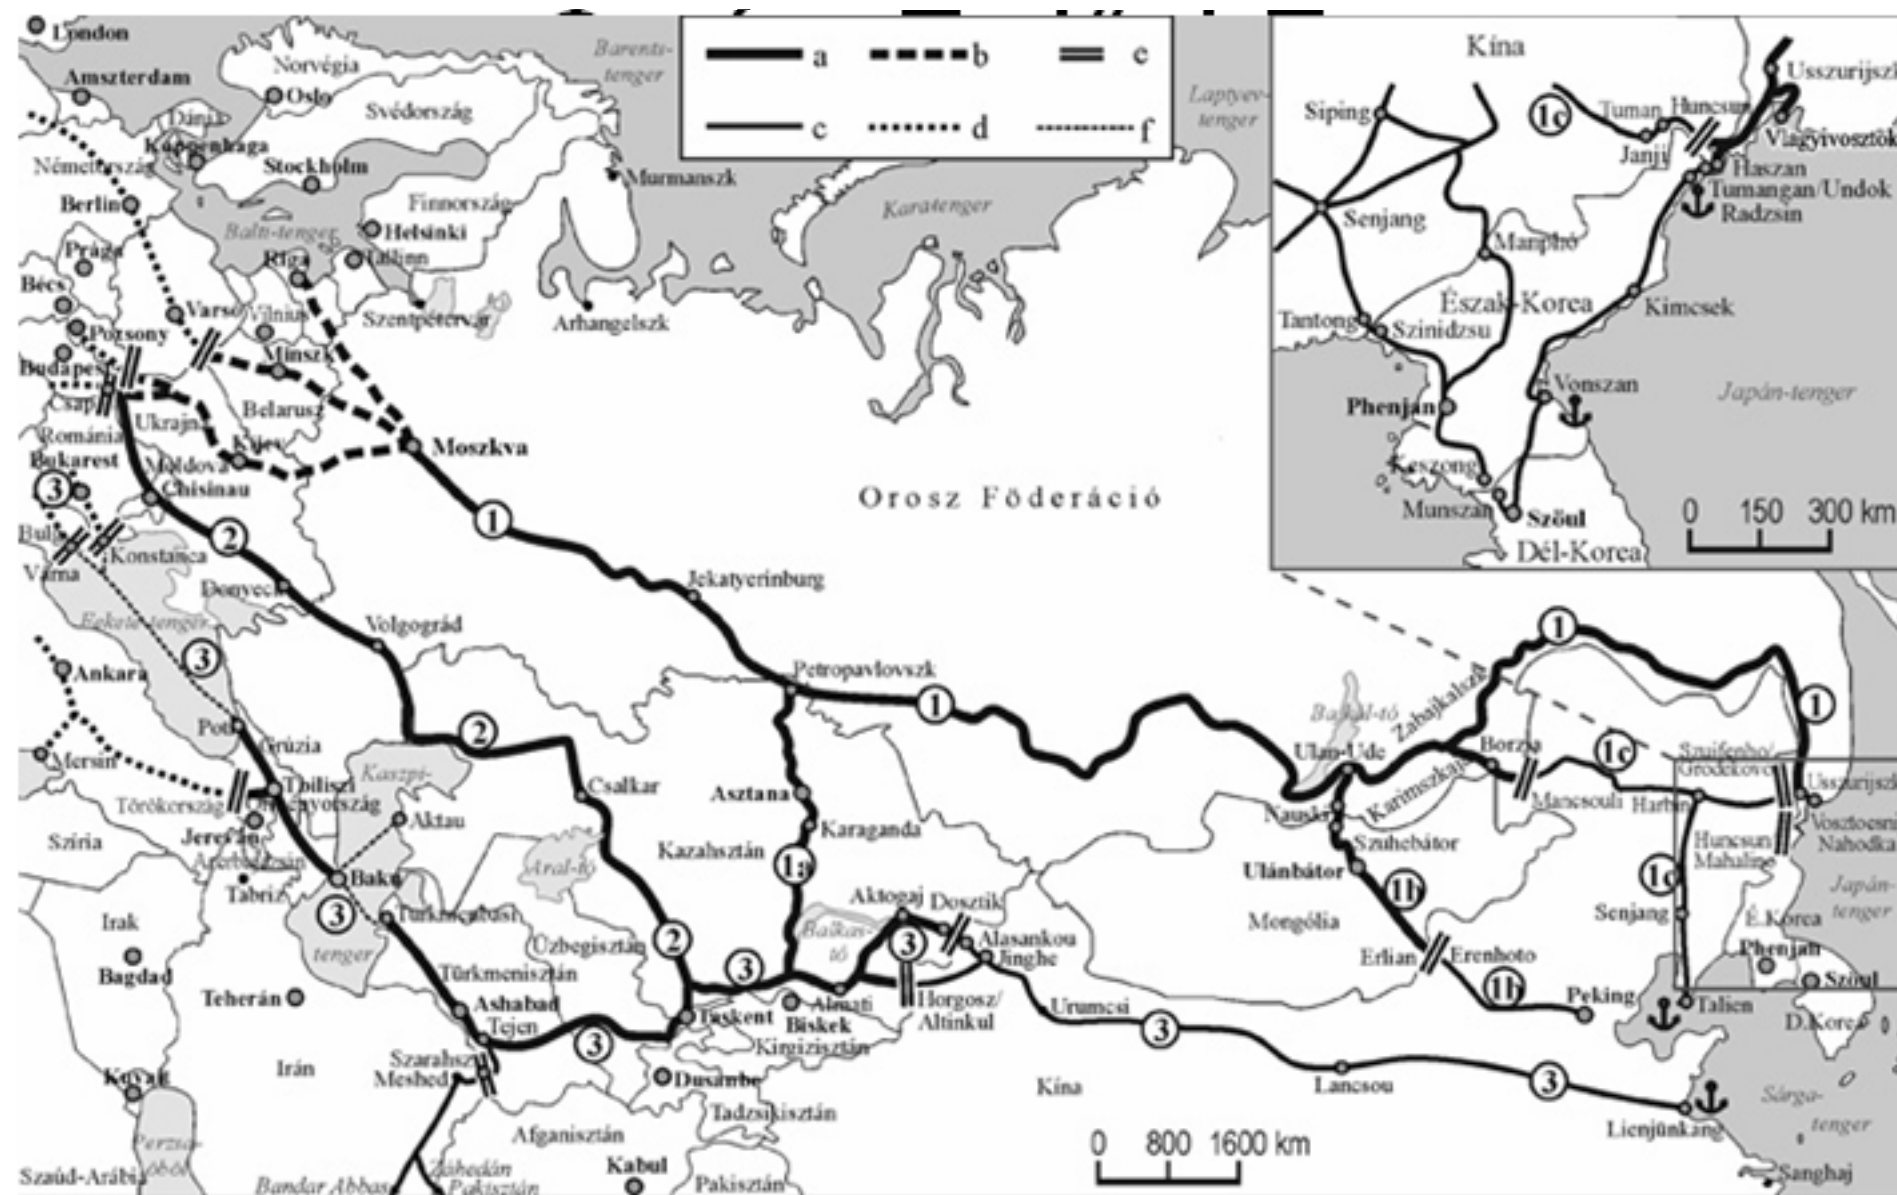 London
Amszterdam
Norvégia
Oslo
Svédország
Dánia
Koppenhága
Németország
Stockholm
Finnország
Berlin
Balti-tenger
Helsinki
Tallinn
Riga
Prága
Bécs
Varsó
Vilnius
Szentpétervár
Pozsony
Minszk
Budapest
Csap
Ukrajna
Belarusz
Románia
Kijev
Moszkva
Bukarest
Moldova
Chisinau
3
2
1
Konstanca
Várna
Donyeck
Fekete-tenger
Volgográd
3
Ankara
Poti
Grúzia
Mersin
Tbiliszi
Törökország
Jereván
Azerbajdzsán
Tabriz
Szíria
Kaszpi-
tenger
Aktau
Baku
3
Türkmenbasi
Irak
Bagdad
Teherán
Türkmenisztán
Ashabad
Tejen
3
Szarahsz
Meshed
Irán
Kuvait
Perzsa-
öböl
Szaúd-Arábia
Bandar Abbas
Záhedán
Pakisztán
Afganisztán
Kabul
Pakisztán
Dusanbe
Tadzsikisztán
Barents-
tenger
Murmanszk
Arhangelszk
Karatenger
Laptyev-
tenger
a
b
e
c
d
f
Orosz Föderáció
Jekatyerinburg
Petropavlovszk
1
2
Csalkar
Asztana
Karaganda
Kazahsztán
1a
Aral-tó
Üzbegisztán
2
3
Taskent
Biskek
Kirgizisztán
Almati
Balkas-
tó
Aktogaj
Dosztik
3
Alasankou
Jinghe
Horgosz/
Altinkul
Urumcsi
3
Kína
Lancsou
3
Lienjünkang
Sanghaj
Sárga-
tenger
Bajkál-tó
Ulan-Ude
Zabajkalszk
1
Borzja
Karimszkaja
Nauski
Szuhebátor
Ulánbátor
1b
Mongólia
Erlian
Erenhoto
1b
Peking
Mancsouli
1c
Harbin
Szuifenho/
Grodekovo
1
Usszurijszk
Vosztocsnij
Nahodka
Huncsun
Mahalino
1c
Senjang
É.Korea
Phenjan
Szöul
Talien
D.Korea
Japán-
tenger
0 800 1600 km
Kína
Usszurijszk
Siping
1c
Tuman
Huncsun
Vlagyivosztok
Janji
Haszan
Tumangan/Undok
Radzsin
Senjang
Manphó
Észak-Korea
Kimcsek
Tantong
Szinidzsu
Phenjan
Vonszan
Japán-tenger
Keszong
Munszan
Szöul
Dél-Korea
0 150 300 km